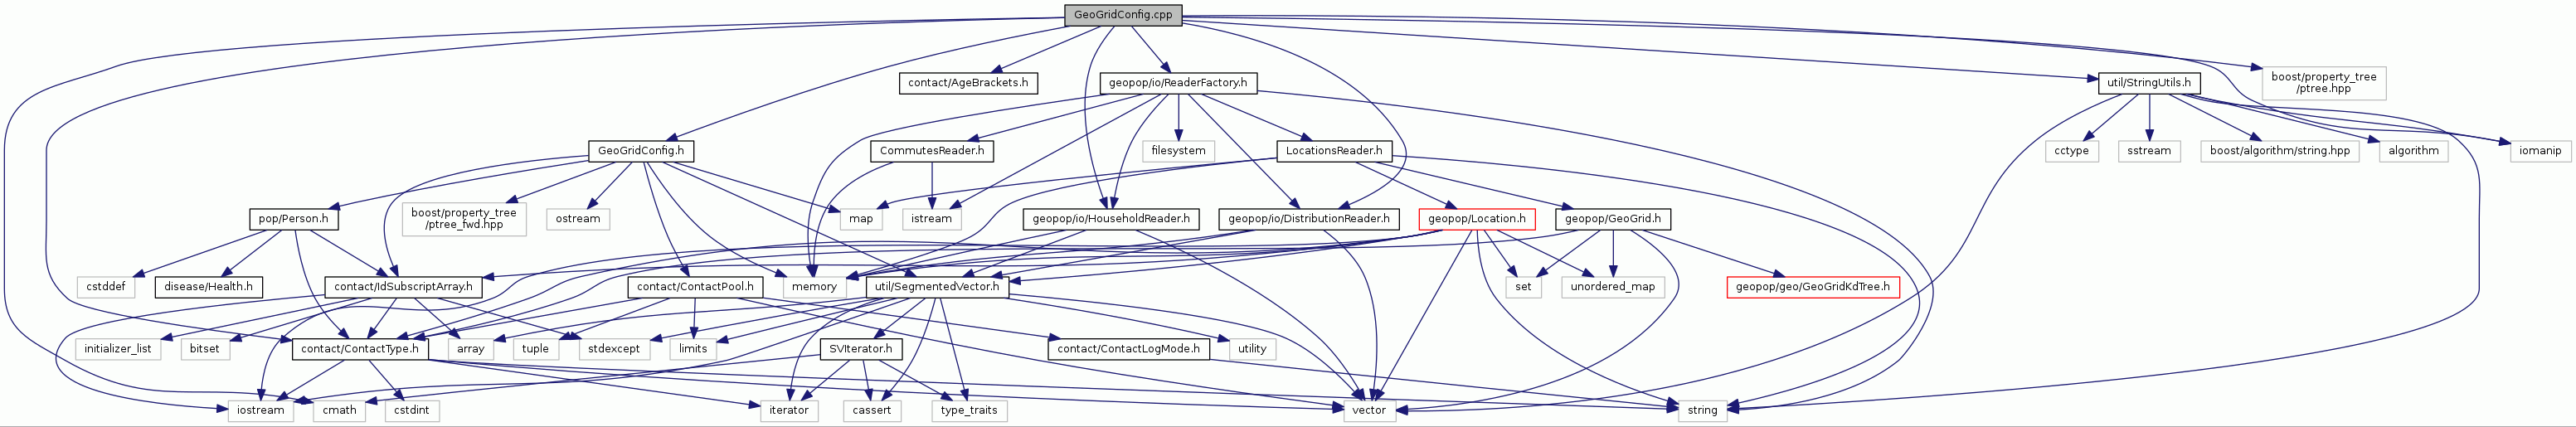 GeoGridConfig.cpp
contact/AgeBrackets.h
geopop/io/ReaderFactory.h
util/StringUtils.h
boost/property_tree
/ptree.hpp
GeoGridConfig.h
CommutesReader.h
filesystem
LocationsReader.h
cctype
sstream
boost/algorithm/string.hpp
algorithm
iomanip
pop/Person.h
boost/property_tree
/ptree_fwd.hpp
ostream
map
istream
geopop/io/HouseholdReader.h
geopop/io/DistributionReader.h
geopop/Location.h
geopop/GeoGrid.h
cstddef
disease/Health.h
contact/IdSubscriptArray.h
contact/ContactPool.h
memory
util/SegmentedVector.h
set
unordered_map
geopop/geo/GeoGridKdTree.h
initializer_list
bitset
contact/ContactType.h
array
tuple
stdexcept
limits
SVIterator.h
contact/ContactLogMode.h
utility
iostream
cmath
cstdint
iterator
cassert
type_traits
vector
string